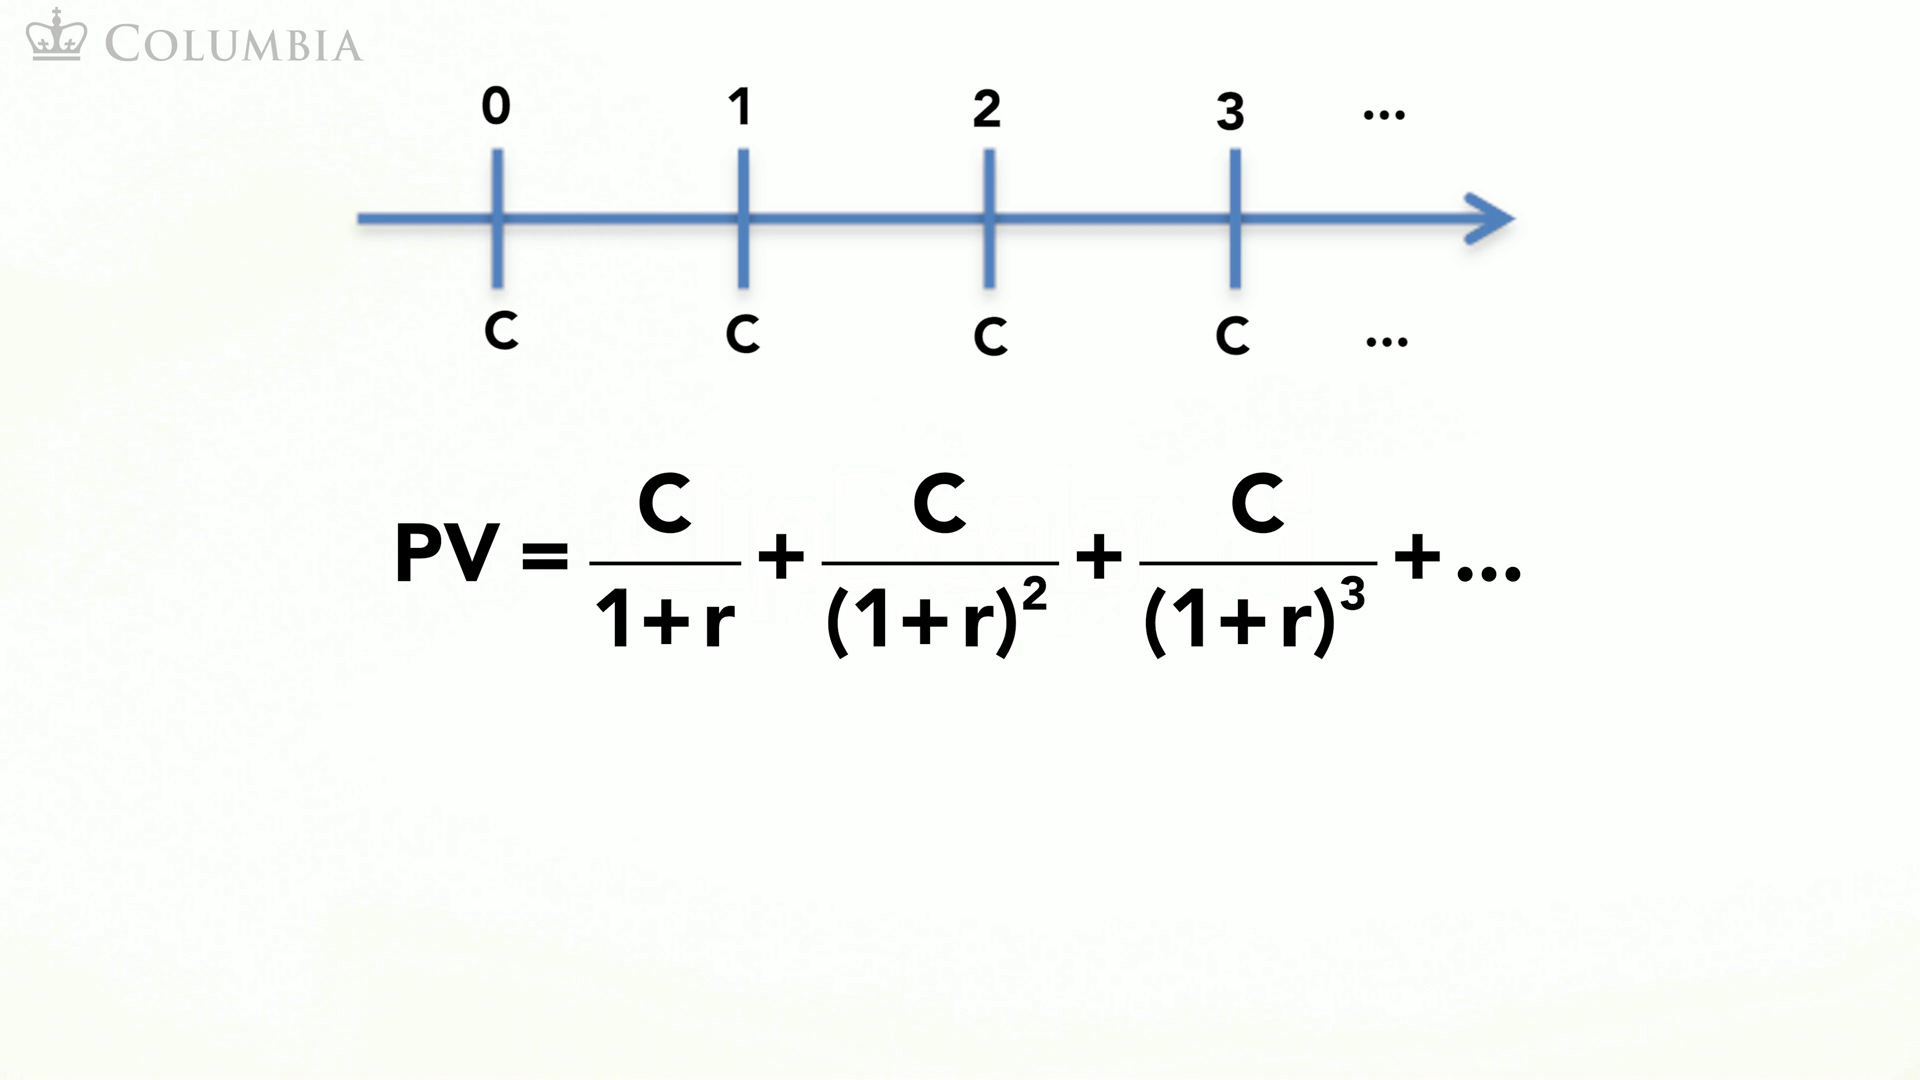 COLUMBIA
0 1 2 3 ...
C C C C ...
PV = C/(1+r) + C/(1+r)² + C/(1+r)³ + ...